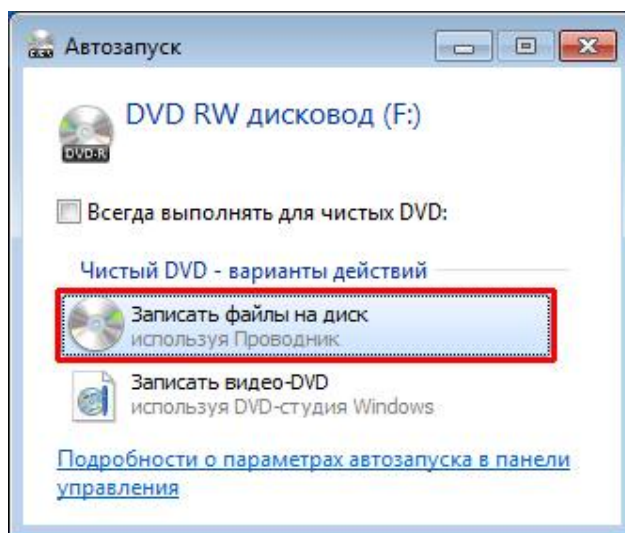 Автозапуск
DVD RW дисковод (F:)
DVD-R
Всегда выполнять для чистых DVD:
Чистый DVD - варианты действий
Записать файлы на диск
используя Проводник
Записать видео-DVD
используя DVD-студия Windows
Подробности о параметрах автозапуска в панели
управления